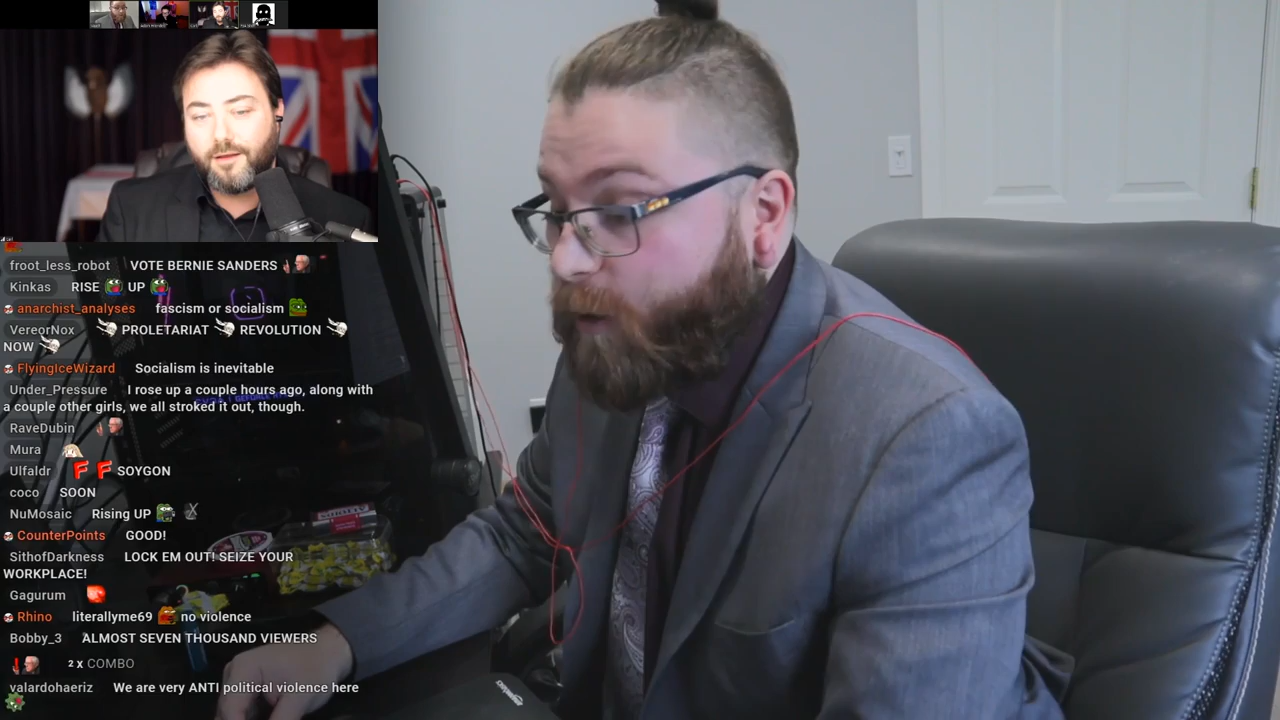 froot_less_robot VOTE BERNIE SANDERS
Kinkas RISE UP
anarchist_analyses fascism or socialism
VereorNox PROLETARIAT REVOLUTION
NOW
FlyingIceWizard Socialism is inevitable
Under_Pressure I rose up a couple hours ago, along with
a couple other girls, we all stroked it out, though.
RaveDubin
Mura
Ulfaldr F F SOYGON
coco SOON
NuMosaic Rising UP
CounterPoints GOOD!
SithofDarkness LOCK EM OUT! SEIZE YOUR
WORKPLACE!
Gagurum
Rhino literallyme69 no violence
Bobby_3 ALMOST SEVEN THOUSAND VIEWERS
2 x COMBO
valardohaeriz We are very ANTI political violence here